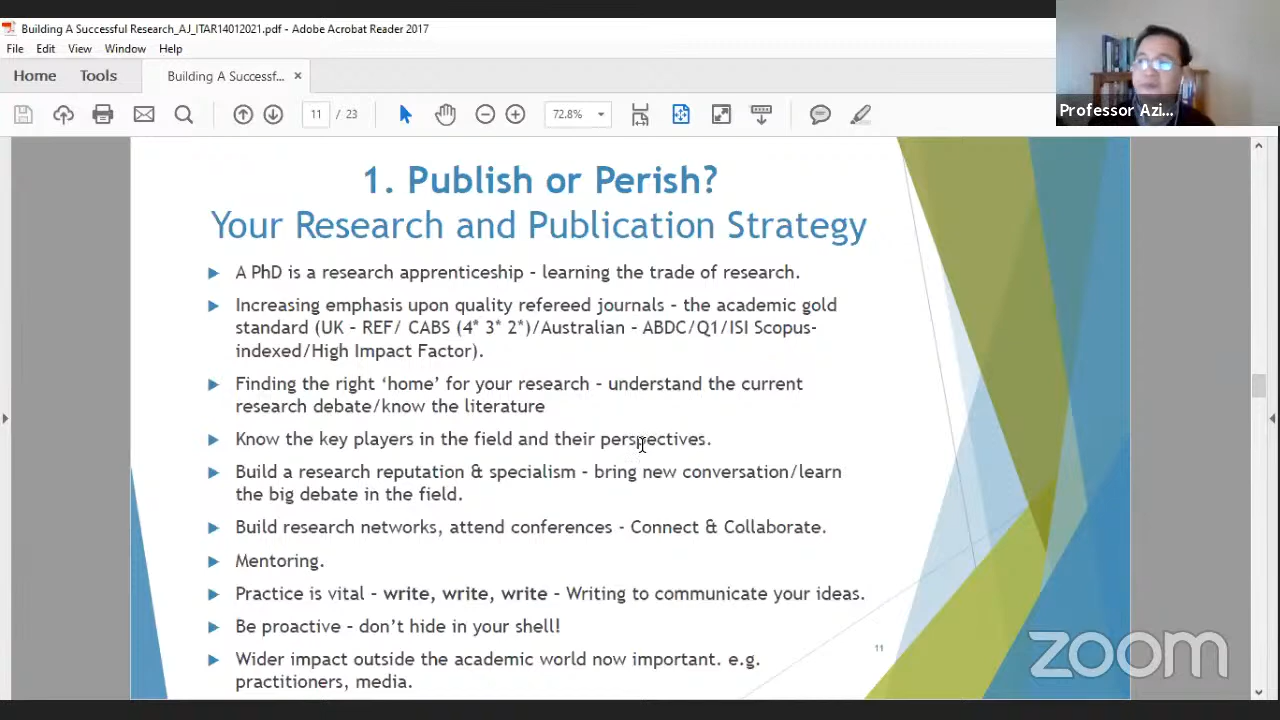 Building A Successful Research_AJ_ITAR14012021.pdf - Adobe Acrobat Reader 2017
File Edit View Window Help
Home Tools Building A Successf... ×
11 / 23 72.8%
Professor Azi...
1. Publish or Perish?
Your Research and Publication Strategy
A PhD is a research apprenticeship – learning the trade of research.
Increasing emphasis upon quality refereed journals – the academic gold
standard (UK – REF/ CABS (4* 3* 2*)/Australian – ABDC/Q1/ISI Scopus-
indexed/High Impact Factor).
Finding the right ‘home’ for your research – understand the current
research debate/know the literature
Know the key players in the field and their perspectives.
Build a research reputation & specialism – bring new conversation/learn
the big debate in the field.
Build research networks, attend conferences - Connect & Collaborate.
Mentoring.
Practice is vital – write, write, write – Writing to communicate your ideas.
Be proactive – don’t hide in your shell!
Wider impact outside the academic world now important. e.g.
practitioners, media.
11
zoom